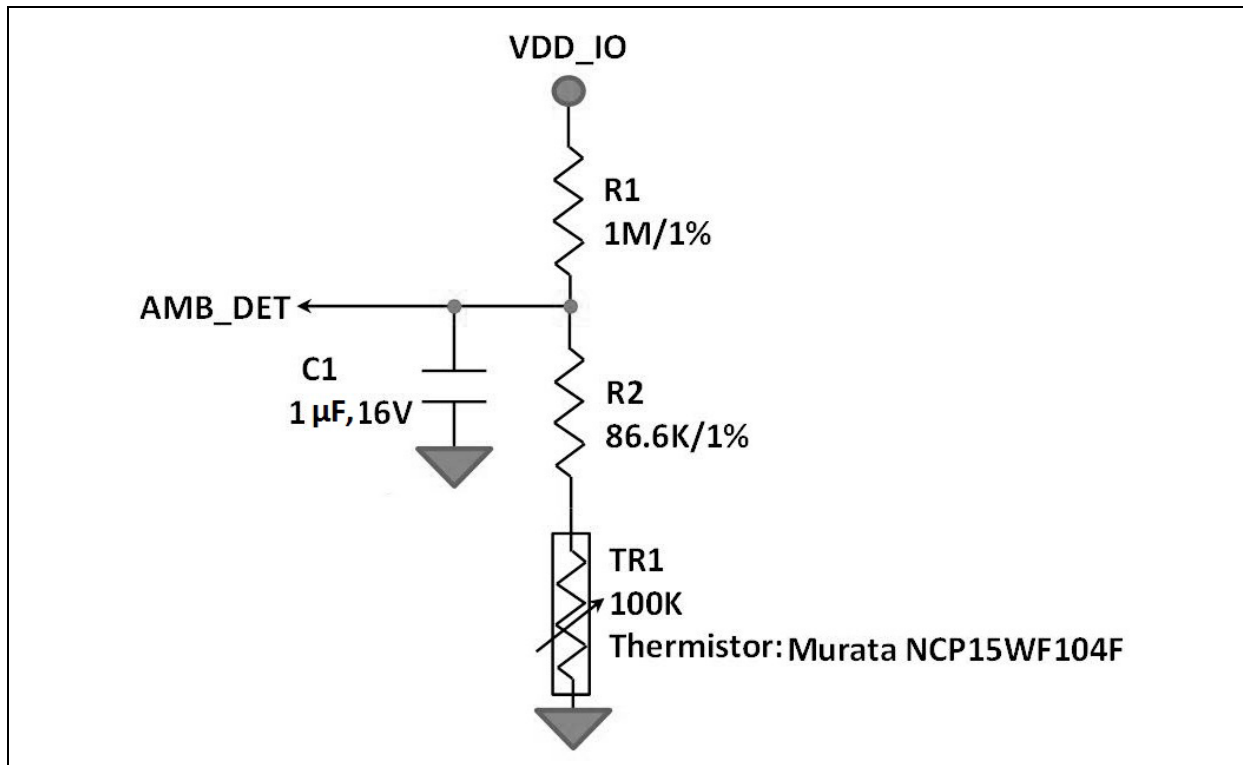 VDD_IO
R1
1M/1%
AMB_DET
C1
1 µF, 16V
R2
86.6K/1%
TR1
100K
Thermistor: Murata NCP15WF104F